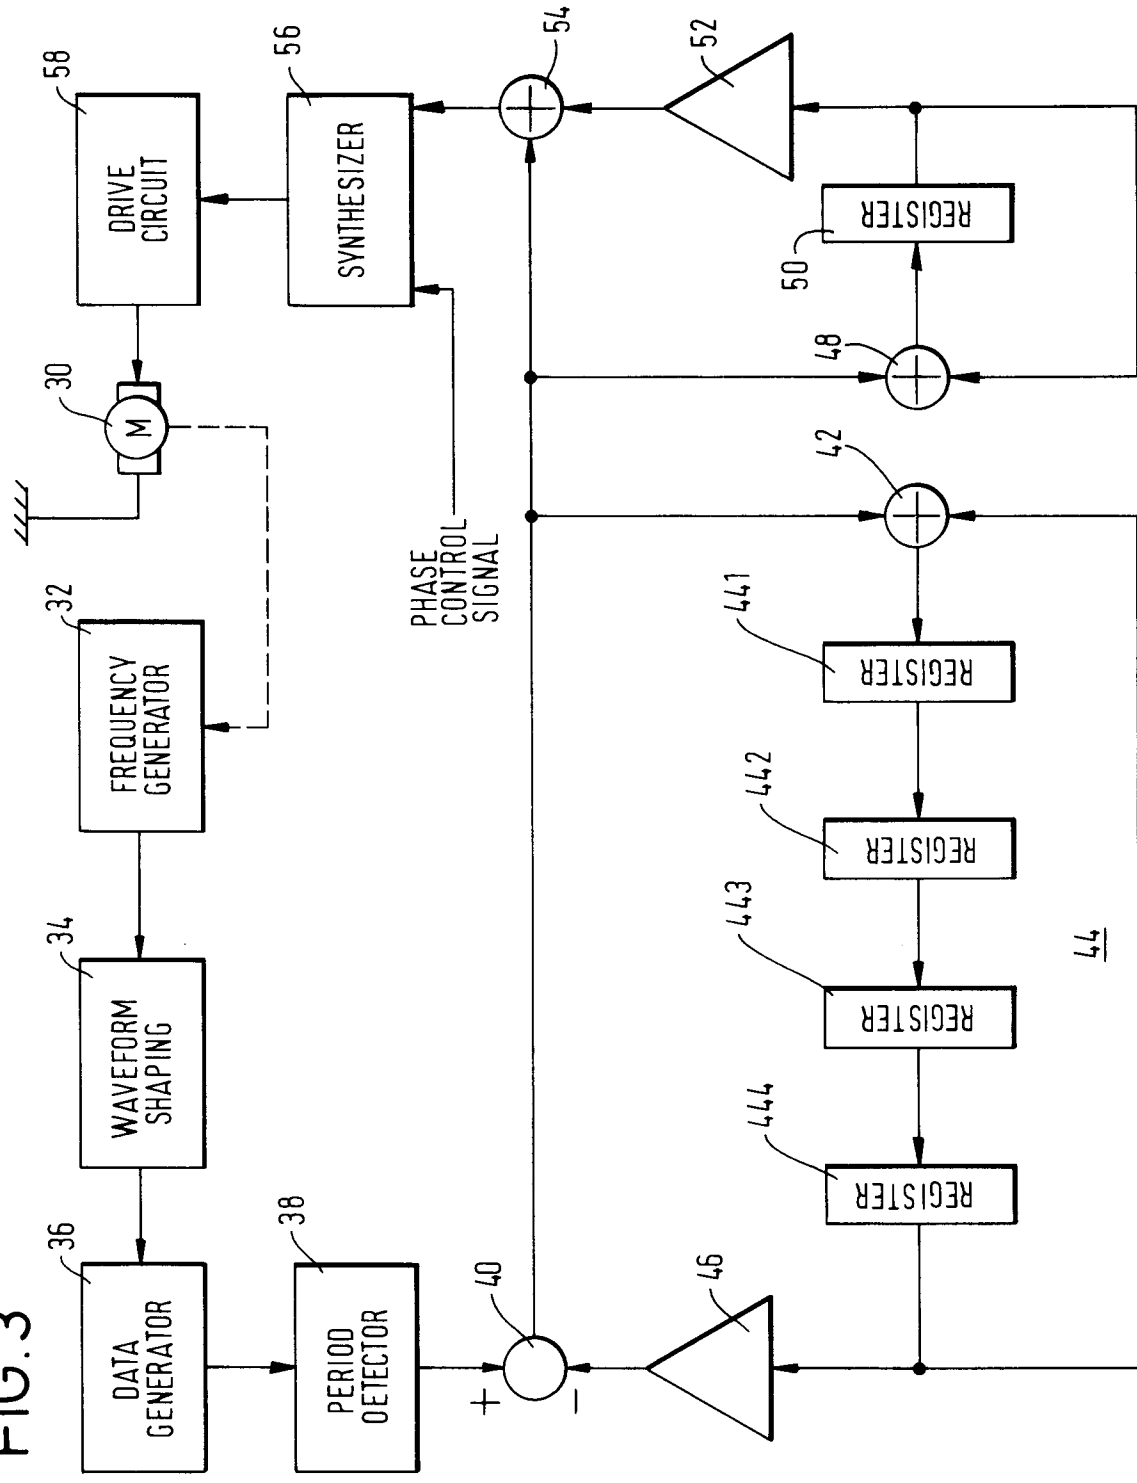 FIG. 3
36
DATA
GENERATOR
34
WAVEFORM
SHAPING
32
FREQUENCY
GENERATOR
30
M
58
DRIVE
CIRCUIT
38
PERIOD
DETECTOR
PHASE
CONTROL
SIGNAL
56
SYNTHESIZER
+
40
-
54
46
52
444
REGISTER
443
REGISTER
442
REGISTER
441
REGISTER
42
48
50
REGISTER
44